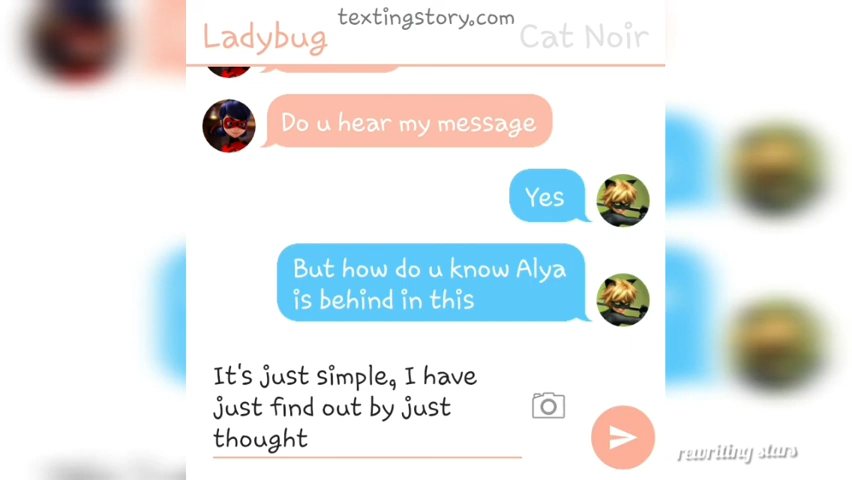 textingstory.com
Ladybug
Cat Noir
Do u hear my message
Yes
But how do u know Alya
is behind in this
It's just simple, I have
just find out by just
thought
rewriting stars